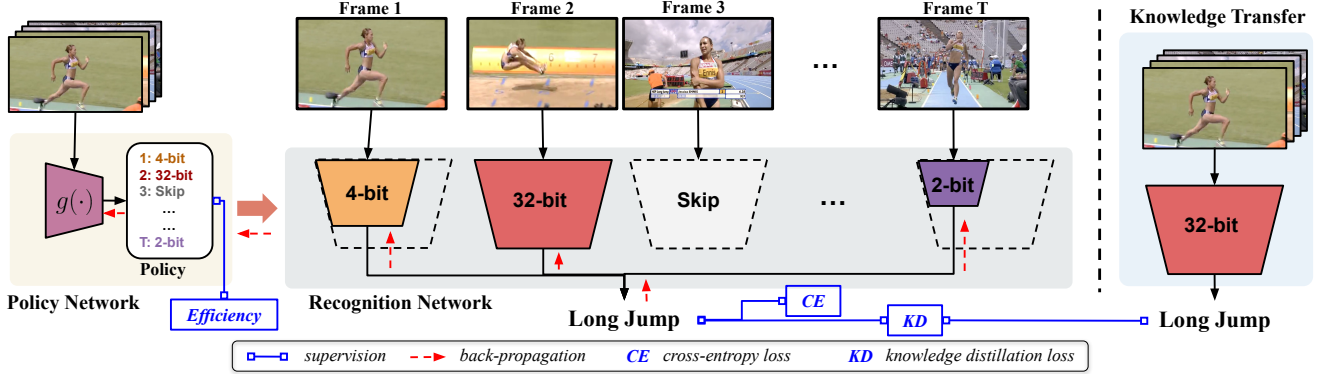 Frame 1
Frame 2
Frame 3
Frame T
Knowledge Transfer
...
g(·)
1: 4-bit
2: 32-bit
3: Skip
...
...
T: 2-bit
Policy
4-bit
32-bit
Skip
...
2-bit
32-bit
Policy Network
Efficiency
Recognition Network
Long Jump
CE
KD
Long Jump
supervision
back-propagation
CE cross-entropy loss
KD knowledge distillation loss